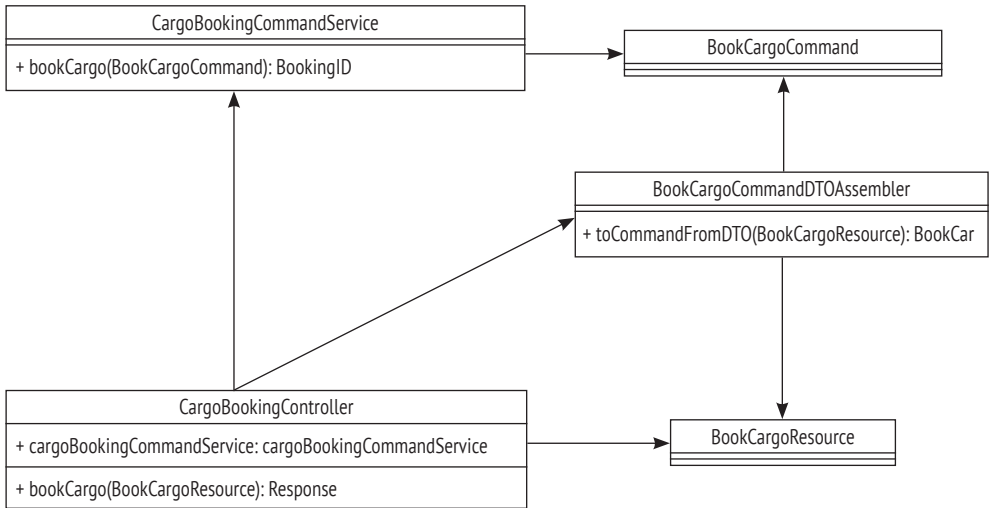 CargoBookingCommandService
+ bookCargo(BookCargoCommand): BookingID
BookCargoCommand
BookCargoCommandDTOAssembler
+ toCommandFromDTO(BookCargoResource): BookCar
CargoBookingController
+ cargoBookingCommandService: cargoBookingCommandService
+ bookCargo(BookCargoResource): Response
BookCargoResource